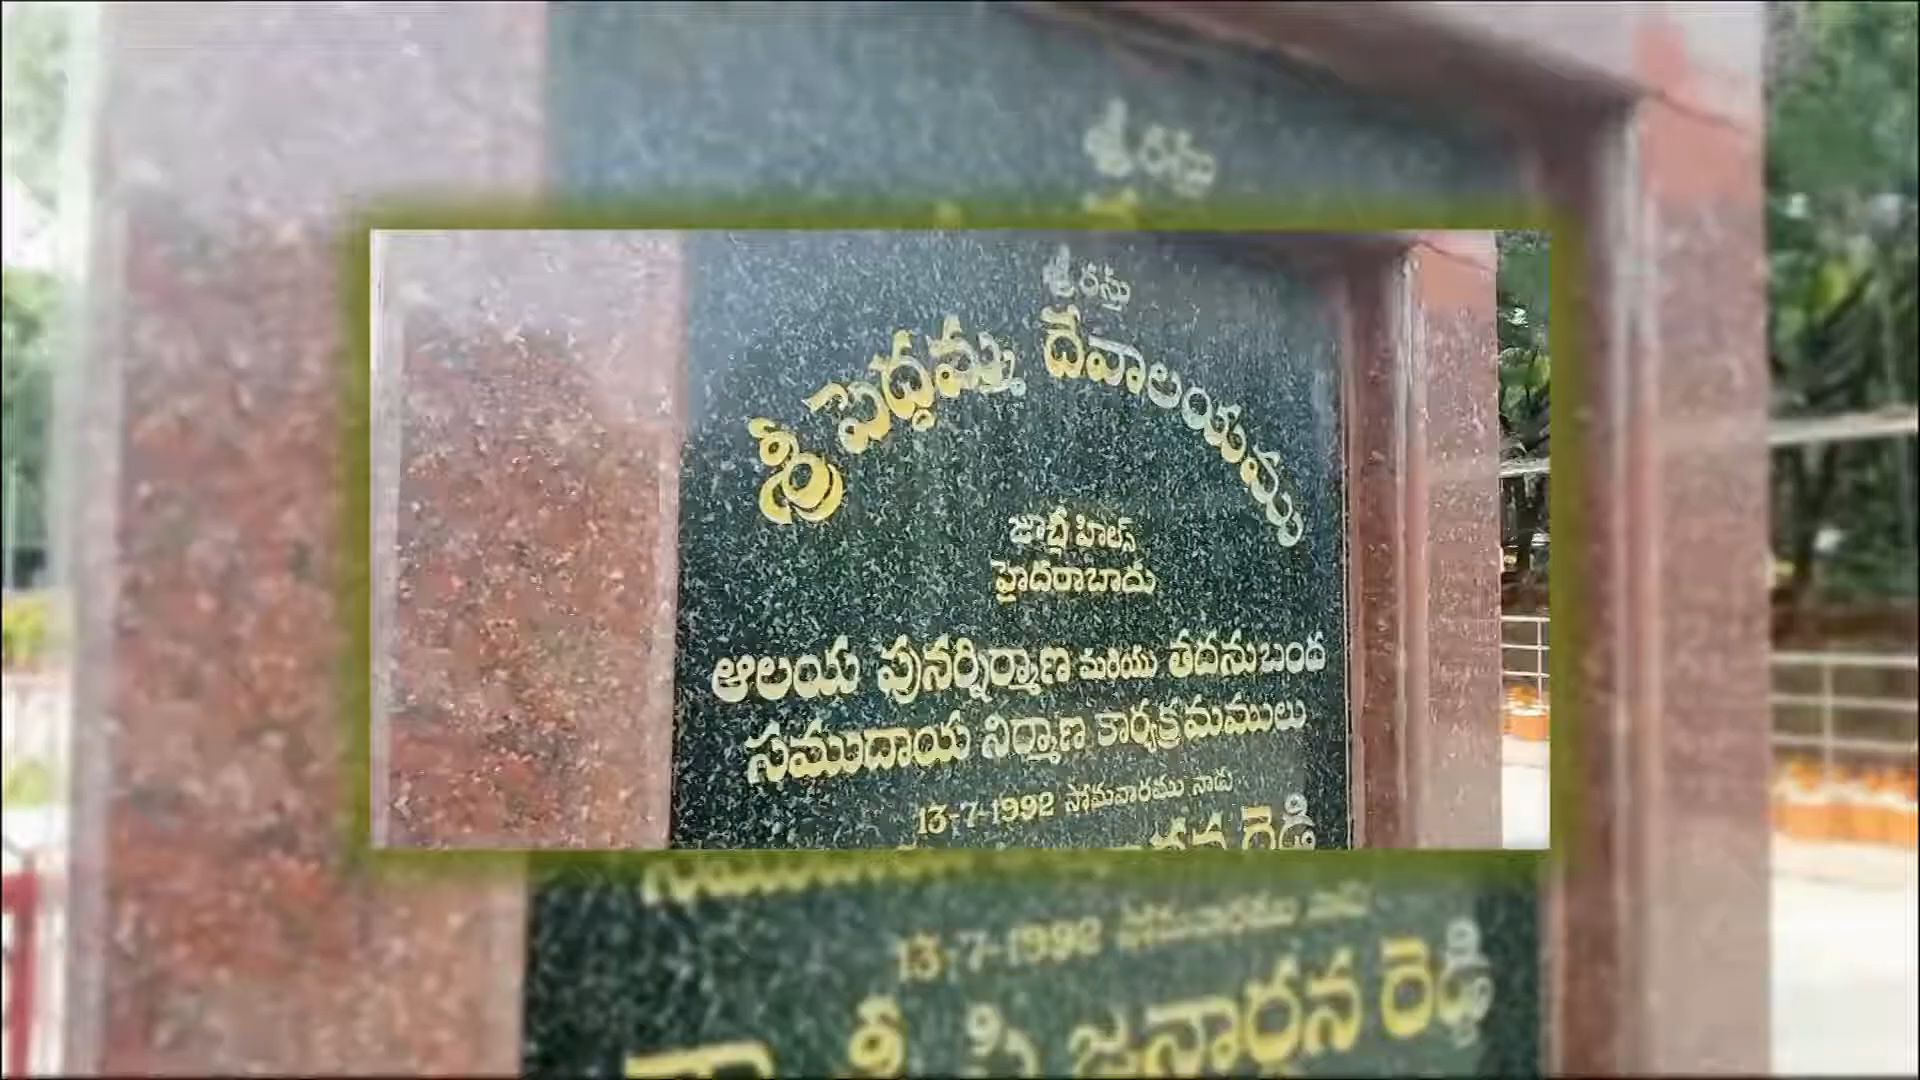 శ్రీరస్తు
శ్రీ పెద్దమ్మ దేవాలయము
జూబ్లీ హిల్స్
హైదరాబాదు
ఆలయ పునర్నిర్మాణ మరియు తదనుబంధ
సముదాయ నిర్మాణ కార్యక్రమములు
13-7-1992 సోమవారము నాడు
శ్రీ పి జనార్ధన రెడ్డి